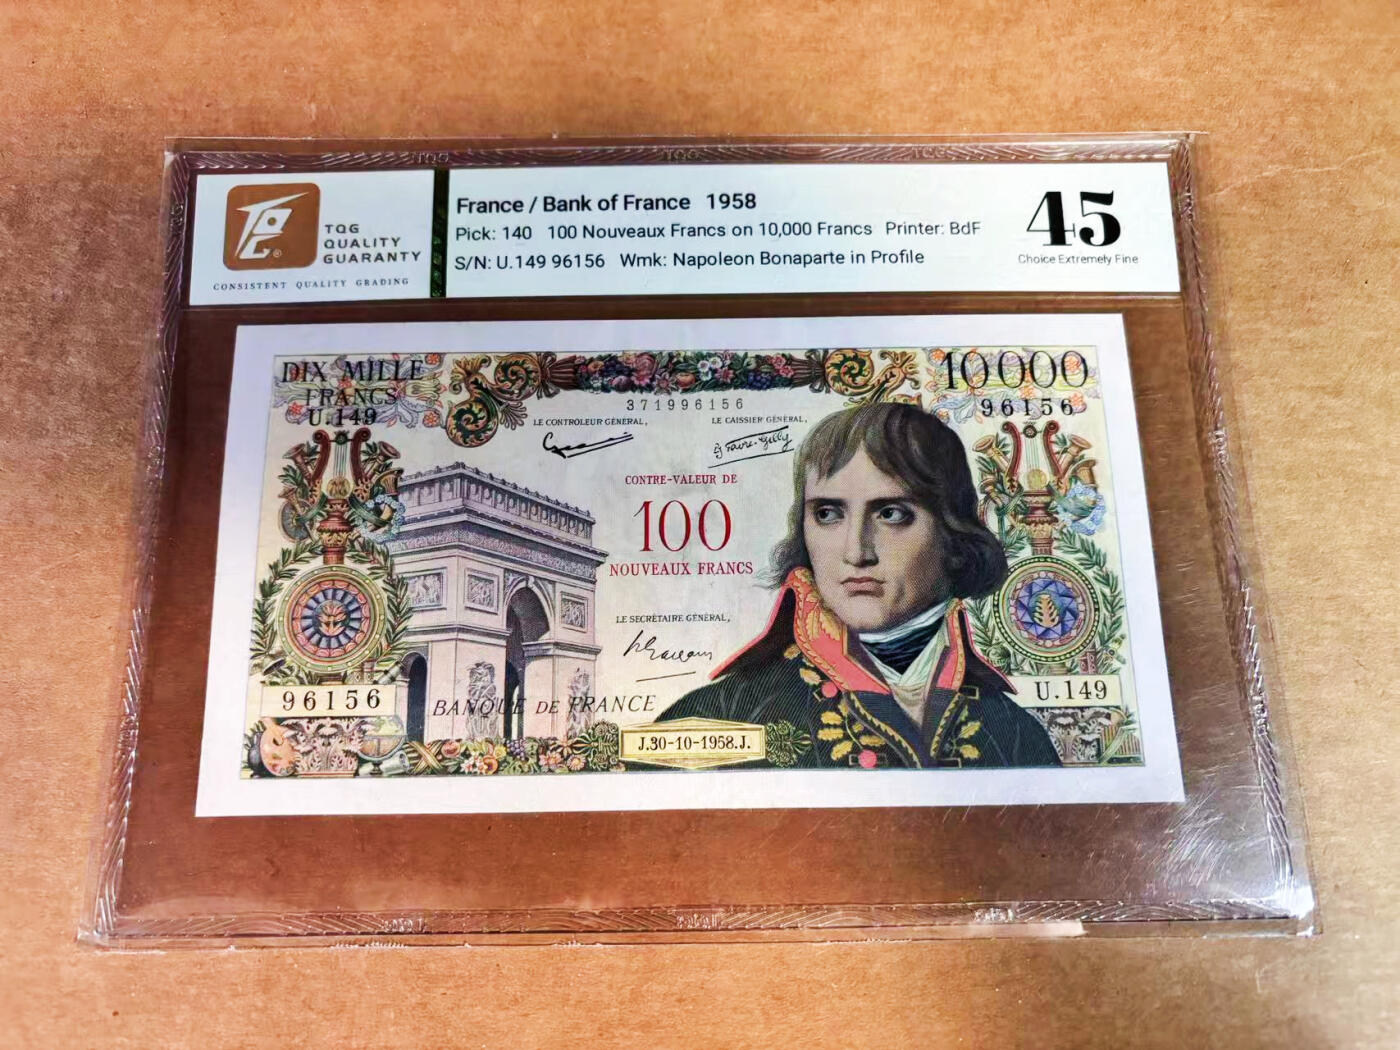 TQG
QUALITY
GUARANTY
CONSISTENT QUALITY GRADING
France / Bank of France 1958
Pick: 140 100 Nouveaux Francs on 10,000 Francs Printer: BdF
S/N: U.149 96156 Wmk: Napoleon Bonaparte in Profile
45
Choice Extremely Fine
DIX MILLE
FRANCS
U.149
10000
96156
371996156
LE CONTROLEUR GÉNÉRAL,
LE CAISSIER GÉNÉRAL,
CONTRE-VALEUR DE
100
NOUVEAUX FRANCS
LE SECRÉTAIRE GÉNÉRAL,
96156
U.149
BANQUE DE FRANCE
J.30-10-1958.J.